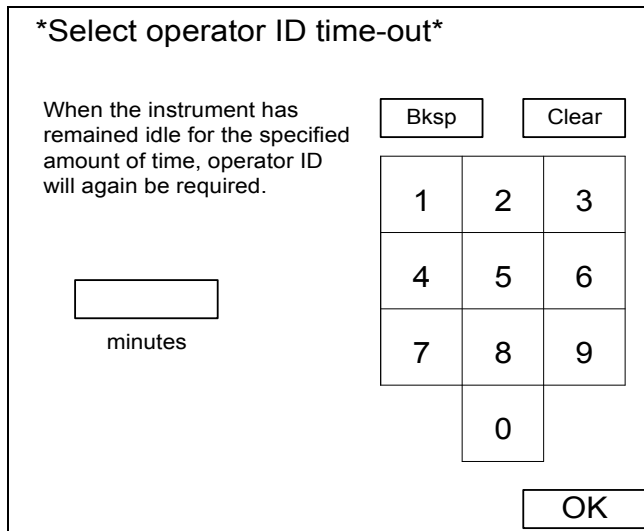 *Select operator ID time-out*
When the instrument has
remained idle for the specified
amount of time, operator ID
will again be required.
minutes
Bksp Clear
1 2 3
4 5 6
7 8 9
0
OK